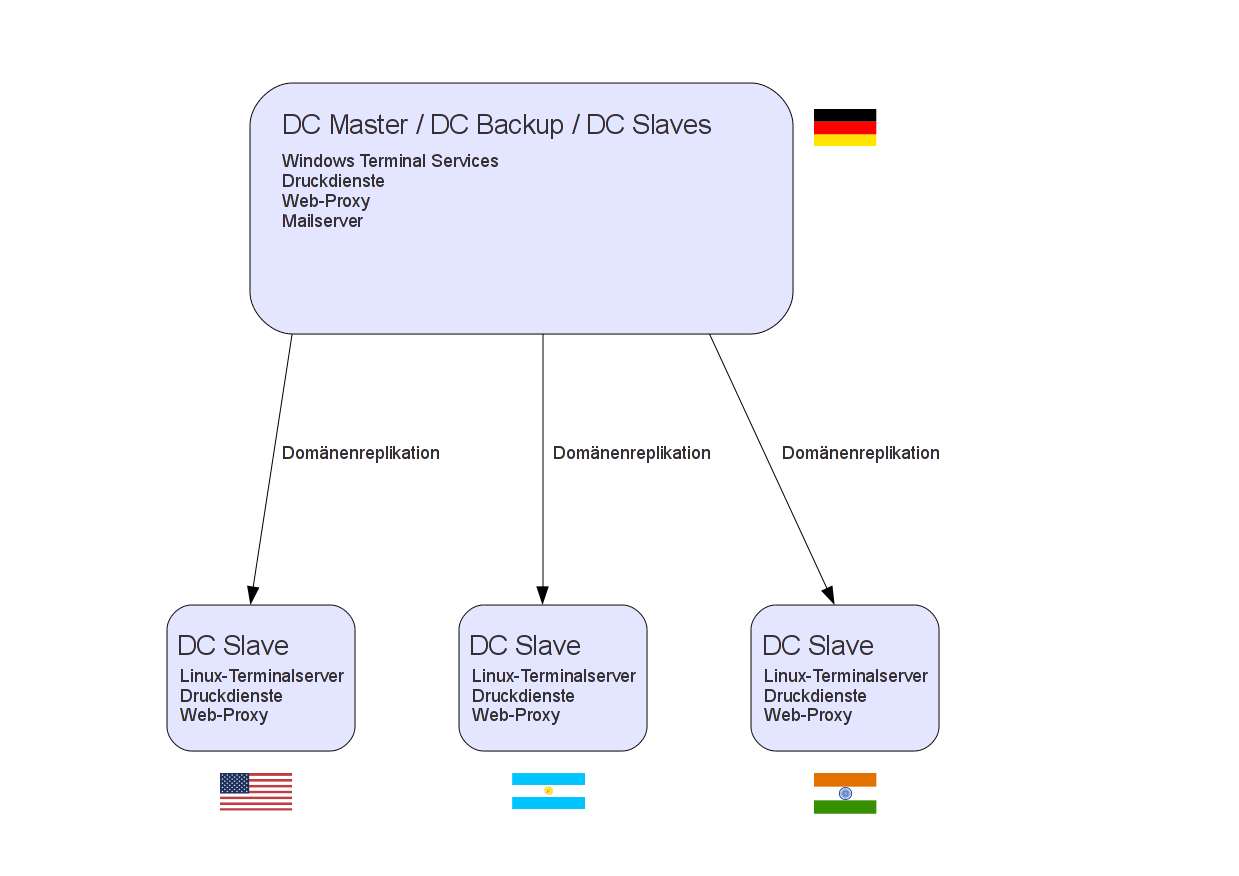 DC Master / DC Backup / DC Slaves
Windows Terminal Services
Druckdienste
Web-Proxy
Mailserver
Domänenreplikation
Domänenreplikation
Domänenreplikation
DC Slave
Linux-Terminalserver
Druckdienste
Web-Proxy
DC Slave
Linux-Terminalserver
Druckdienste
Web-Proxy
DC Slave
Linux-Terminalserver
Druckdienste
Web-Proxy